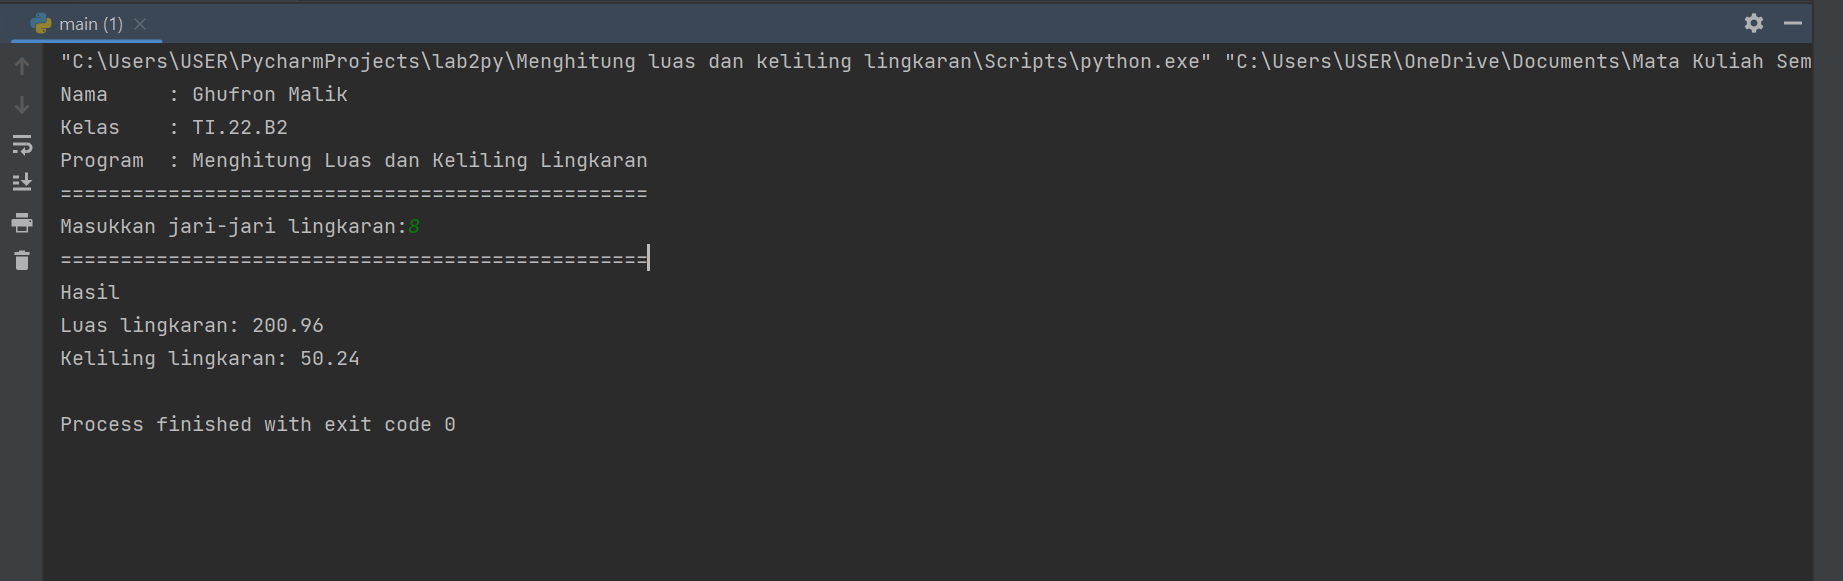 main (1)
"C:\Users\USER\PycharmProjects\lab2py\Menghitung luas dan keliling lingkaran\Scripts\python.exe" "C:\Users\USER\OneDrive\Documents\Mata Kuliah Sem
Nama     : Ghufron Malik
Kelas    : TI.22.B2
Program  : Menghitung Luas dan Keliling Lingkaran
=================================================
Masukkan jari-jari lingkaran:8
=================================================
Hasil
Luas lingkaran: 200.96
Keliling lingkaran: 50.24
Process finished with exit code 0